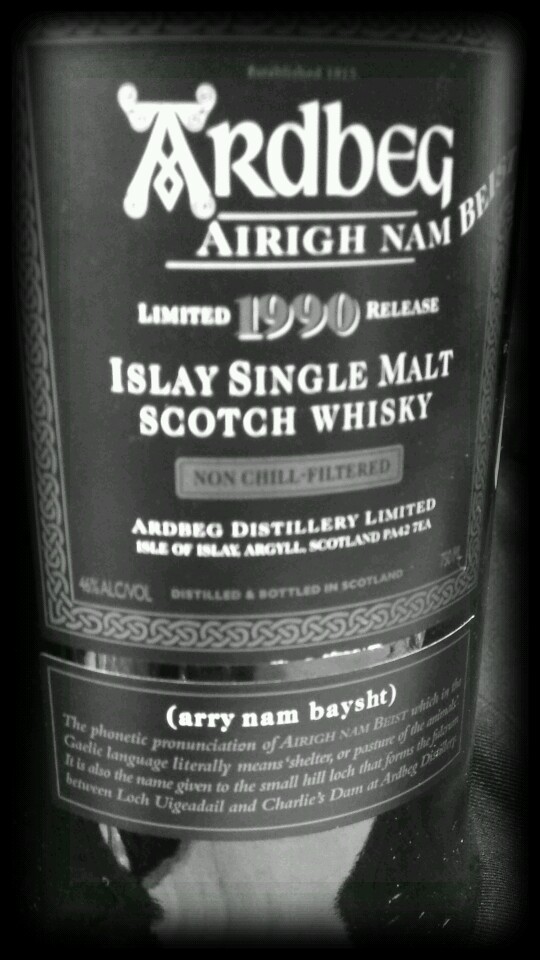 Established 1815
ARDBEG
AIRIGH NAM BEIST
LIMITED 1990 RELEASE
ISLAY SINGLE MALT
SCOTCH WHISKY
NON CHILL-FILTERED
ARDBEG DISTILLERY LIMITED
ISLE OF ISLAY, ARGYLL, SCOTLAND PA42 7EA
46% ALC/VOL DISTILLED & BOTTLED IN SCOTLAND 750ML
(arry nam baysht)
The phonetic pronunciation of AIRIGH NAM BEIST which in the
Gaelic language literally means 'shelter, or pasture of the animals.'
It is also the name given to the small hill loch that forms the
between Loch Uigeadail and Charlie's Dam at Ardbeg Distillery.